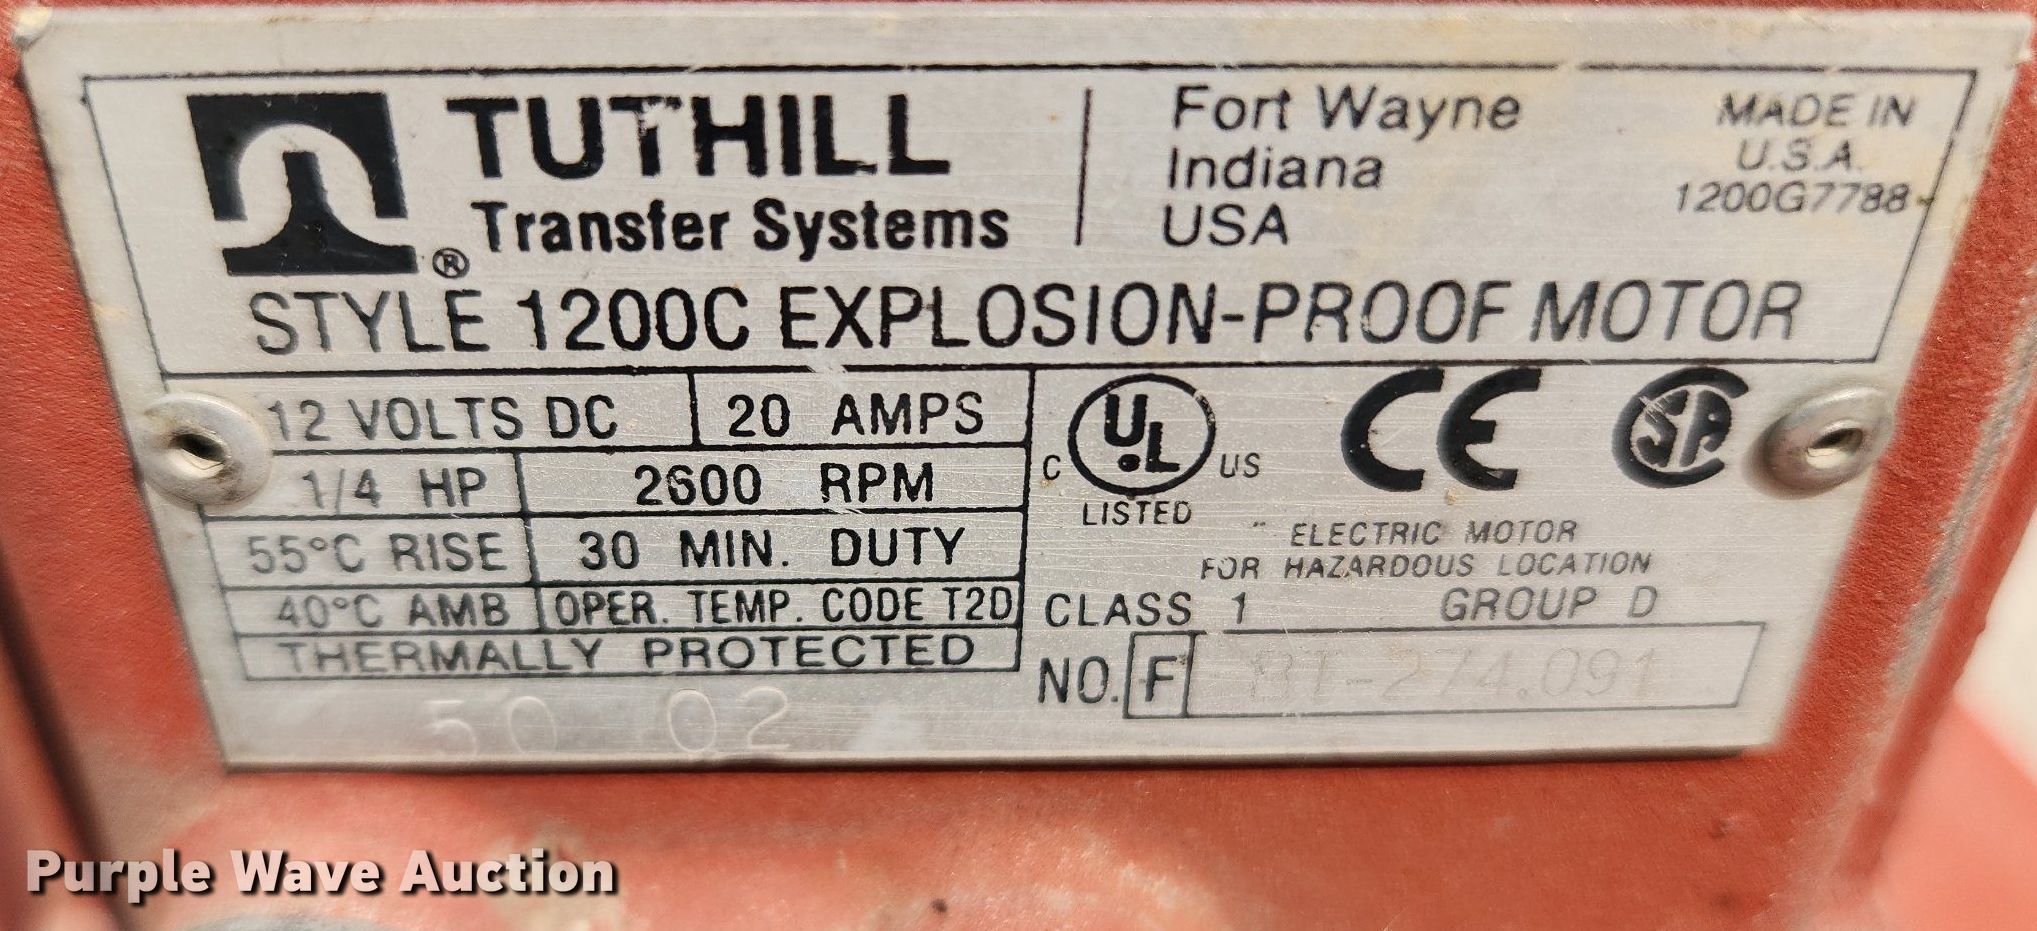 TUTHILL
Transfer Systems
®
Fort Wayne
Indiana
USA
MADE IN
U.S.A.
1200G7788
STYLE 1200C EXPLOSION-PROOF MOTOR
12 VOLTS DC 20 AMPS
1/4 HP 2600 RPM
55°C RISE 30 MIN. DUTY
40°C AMB OPER. TEMP. CODE T2D
THERMALLY PROTECTED
50 02
C UL US
LISTED
CE
SA
ELECTRIC MOTOR
FOR HAZARDOUS LOCATION
CLASS 1 GROUP D
NO. F
Purple Wave Auction